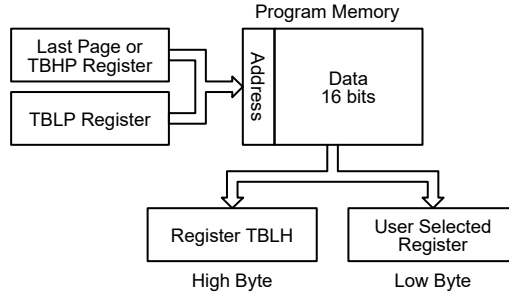 Program Memory
Last Page or
TBHP Register
TBLP Register
Address
Data
16 bits
Register TBLH
User Selected
Register
High Byte
Low Byte